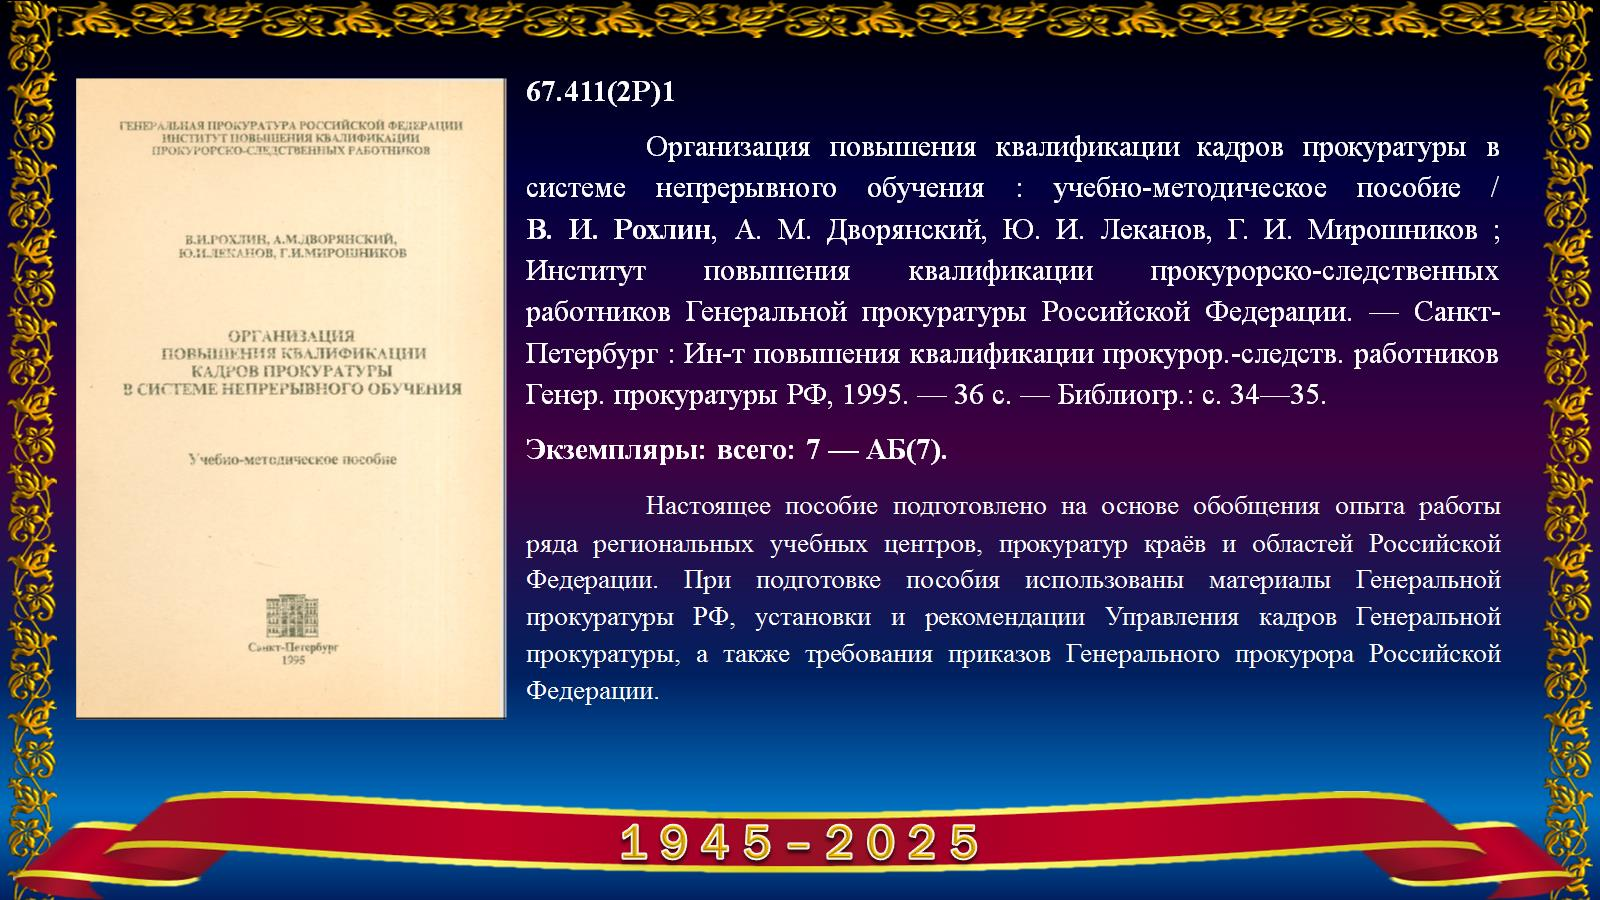 ГЕНЕРАЛЬНАЯ ПРОКУРАТУРА РОССИЙСКОЙ ФЕДЕРАЦИИ
ИНСТИТУТ ПОВЫШЕНИЯ КВАЛИФИКАЦИИ
ПРОКУРОРСКО-СЛЕДСТВЕННЫХ РАБОТНИКОВ
В.И.РОХЛИН, А.М.ДВОРЯНСКИЙ,
Ю.И.ЛЕКАНОВ, Г.И.МИРОШНИКОВ
ОРГАНИЗАЦИЯ
ПОВЫШЕНИЯ КВАЛИФИКАЦИИ
КАДРОВ ПРОКУРАТУРЫ
В СИСТЕМЕ НЕПРЕРЫВНОГО ОБУЧЕНИЯ
Учебно-методическое пособие
Санкт-Петербург
1995
67.411(2Р)1
Организация повышения квалификации кадров прокуратуры в
системе непрерывного обучения : учебно-методическое пособие /
В. И. Рохлин, А. М. Дворянский, Ю. И. Леканов, Г. И. Мирошников ;
Институт повышения квалификации прокурорско-следственных
работников Генеральной прокуратуры Российской Федерации. — Санкт-
Петербург : Ин-т повышения квалификации прокурор.-следств. работников
Генер. прокуратуры РФ, 1995. — 36 с. — Библиогр.: с. 34—35.
Экземпляры: всего: 7 — АБ(7).
Настоящее пособие подготовлено на основе обобщения опыта работы
ряда региональных учебных центров, прокуратур краёв и областей Российской
Федерации. При подготовке пособия использованы материалы Генеральной
прокуратуры РФ, установки и рекомендации Управления кадров Генеральной
прокуратуры, а также требования приказов Генерального прокурора Российской
Федерации.
1945–2025